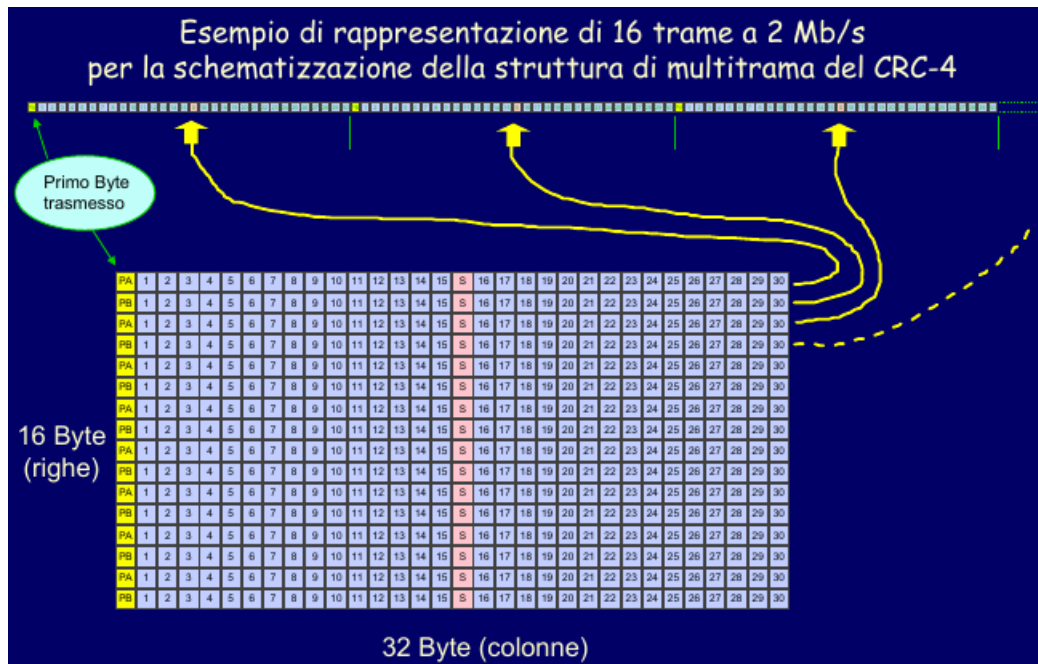 Esempio di rappresentazione di 16 trame a 2 Mb/s
per la schematizzazione della struttura di multitrama del CRC-4
Primo Byte
trasmesso
PA 1 2 3 4 5 6 7 8 9 10 11 12 13 14 15 S 16 17 18 19 20 21 22 23 24 25 26 27 28 29 30
PB 1 2 3 4 5 6 7 8 9 10 11 12 13 14 15 S 16 17 18 19 20 21 22 23 24 25 26 27 28 29 30
PA 1 2 3 4 5 6 7 8 9 10 11 12 13 14 15 S 16 17 18 19 20 21 22 23 24 25 26 27 28 29 30
PB 1 2 3 4 5 6 7 8 9 10 11 12 13 14 15 S 16 17 18 19 20 21 22 23 24 25 26 27 28 29 30
PA 1 2 3 4 5 6 7 8 9 10 11 12 13 14 15 S 16 17 18 19 20 21 22 23 24 25 26 27 28 29 30
PB 1 2 3 4 5 6 7 8 9 10 11 12 13 14 15 S 16 17 18 19 20 21 22 23 24 25 26 27 28 29 30
PA 1 2 3 4 5 6 7 8 9 10 11 12 13 14 15 S 16 17 18 19 20 21 22 23 24 25 26 27 28 29 30
PB 1 2 3 4 5 6 7 8 9 10 11 12 13 14 15 S 16 17 18 19 20 21 22 23 24 25 26 27 28 29 30
PA 1 2 3 4 5 6 7 8 9 10 11 12 13 14 15 S 16 17 18 19 20 21 22 23 24 25 26 27 28 29 30
PB 1 2 3 4 5 6 7 8 9 10 11 12 13 14 15 S 16 17 18 19 20 21 22 23 24 25 26 27 28 29 30
PA 1 2 3 4 5 6 7 8 9 10 11 12 13 14 15 S 16 17 18 19 20 21 22 23 24 25 26 27 28 29 30
PB 1 2 3 4 5 6 7 8 9 10 11 12 13 14 15 S 16 17 18 19 20 21 22 23 24 25 26 27 28 29 30
PA 1 2 3 4 5 6 7 8 9 10 11 12 13 14 15 S 16 17 18 19 20 21 22 23 24 25 26 27 28 29 30
PB 1 2 3 4 5 6 7 8 9 10 11 12 13 14 15 S 16 17 18 19 20 21 22 23 24 25 26 27 28 29 30
PA 1 2 3 4 5 6 7 8 9 10 11 12 13 14 15 S 16 17 18 19 20 21 22 23 24 25 26 27 28 29 30
PB 1 2 3 4 5 6 7 8 9 10 11 12 13 14 15 S 16 17 18 19 20 21 22 23 24 25 26 27 28 29 30
16 Byte
(righe)
32 Byte (colonne)